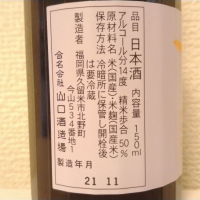 品目 日本酒 内容量 150ml
アルコール分14度 精米歩合 50%
原材料名 米(国産)・米麹(国産米)
保存方法 冷暗所に保管し開栓後
は要冷蔵
製造者 福岡県久留米市北野町
今山534番地1
合名会社 山口酒造場
製造年月
21 11